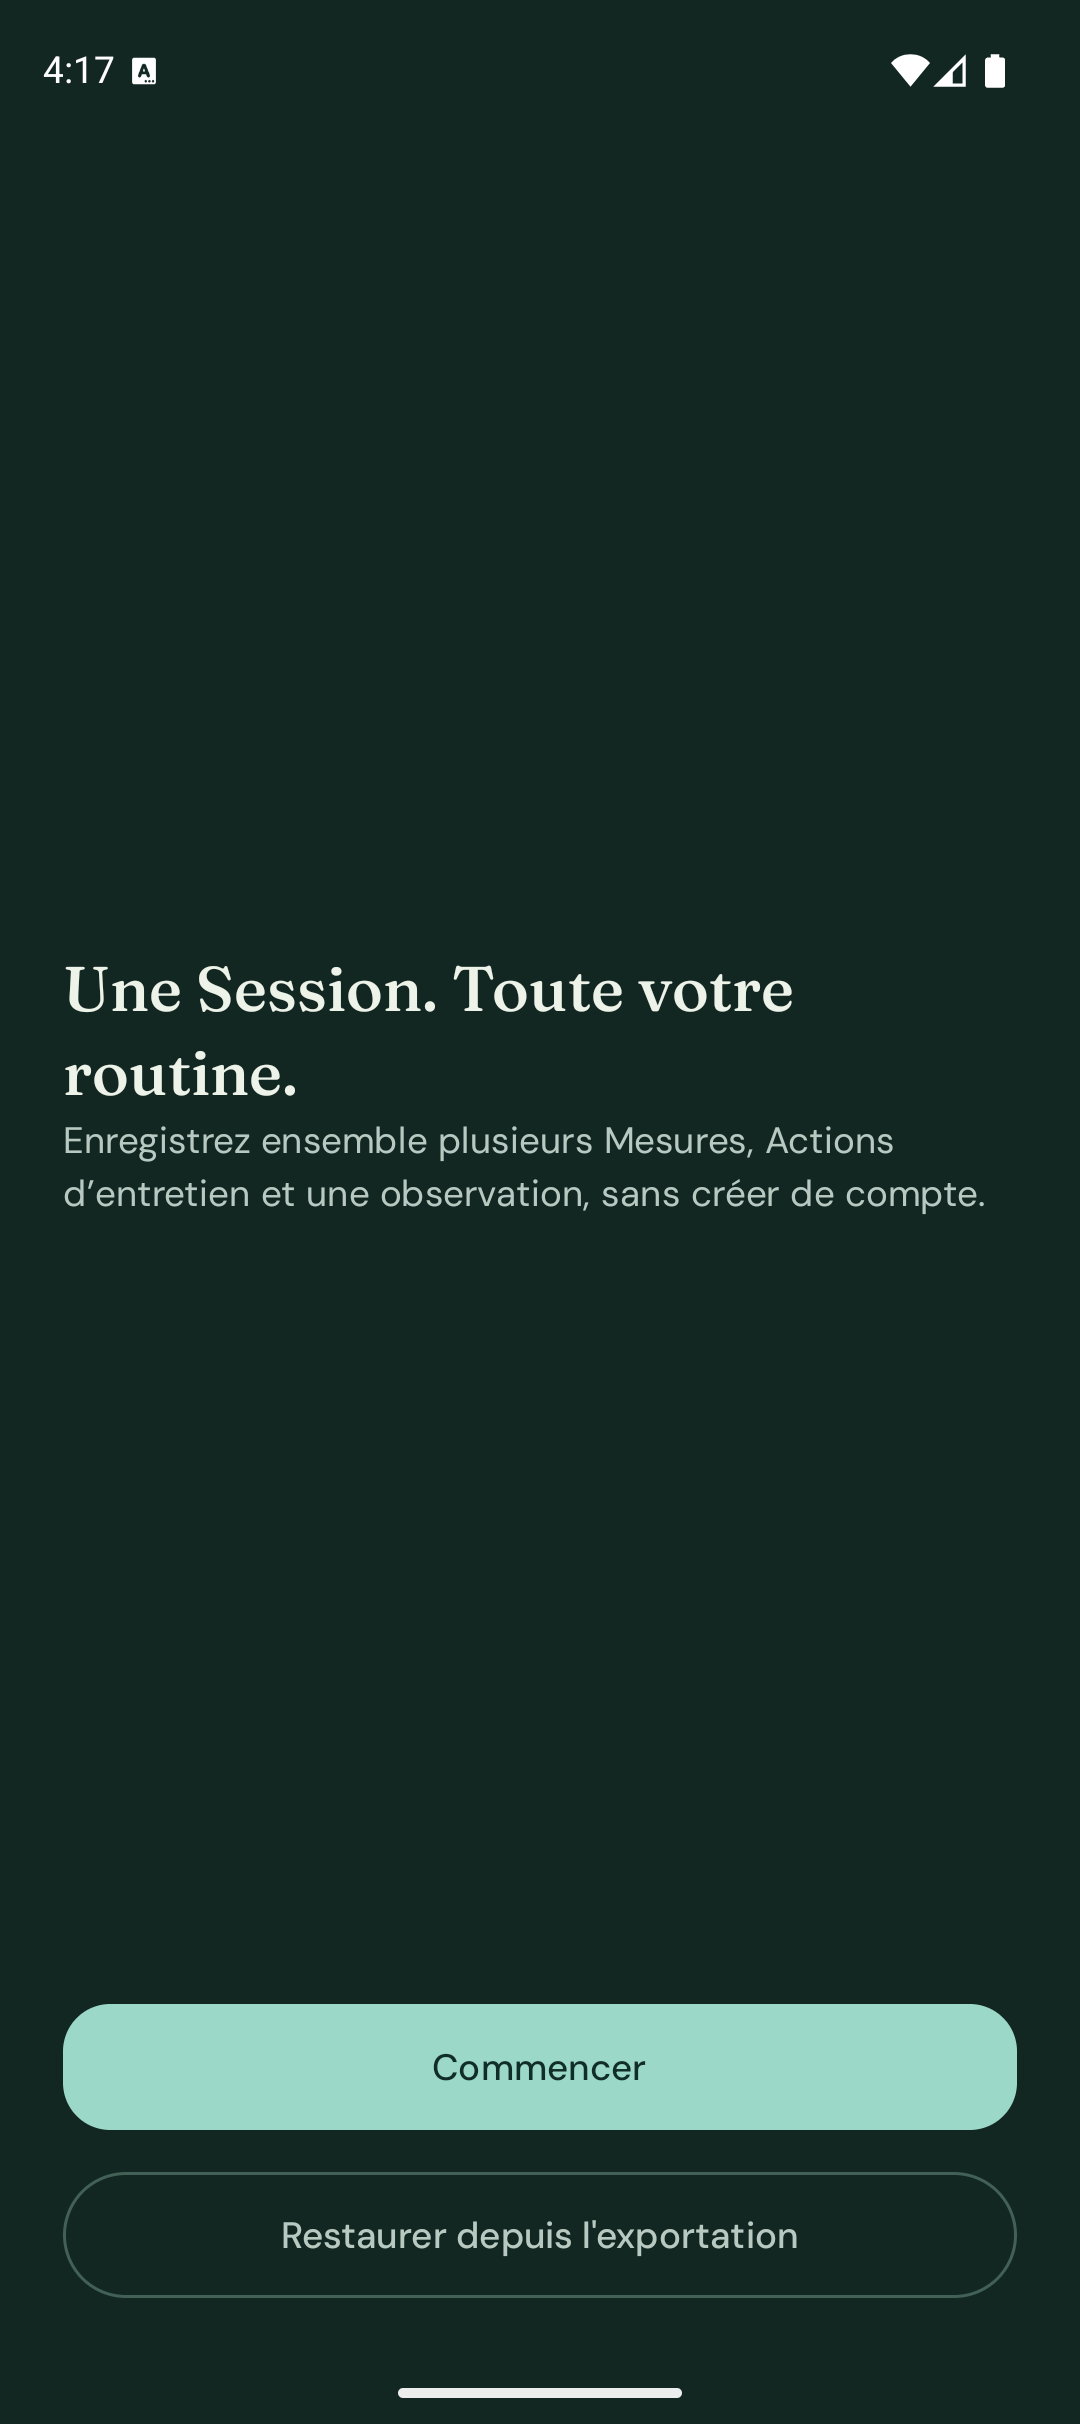 4:17
Une Session. Toute votre
routine.
Enregistrez ensemble plusieurs Mesures, Actions
d’entretien et une observation, sans créer de compte.
Commencer
Restaurer depuis l'exportation